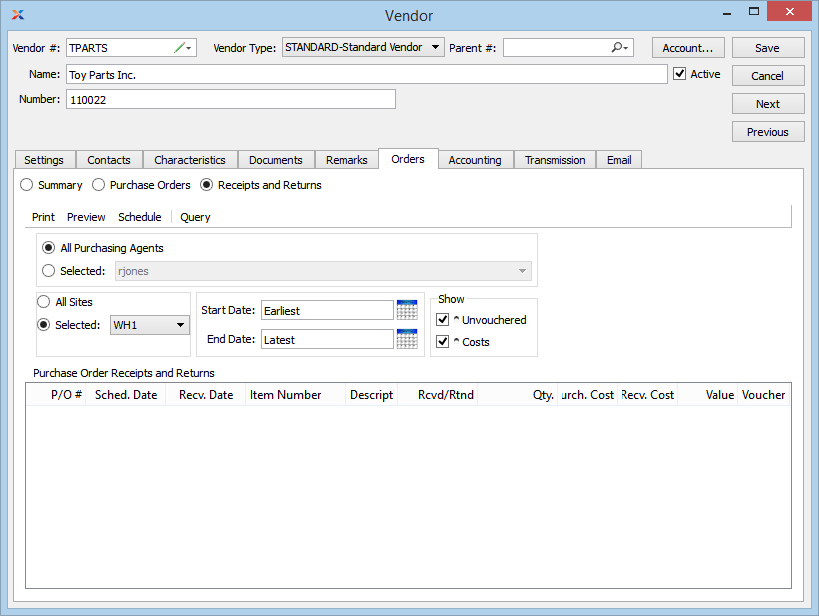 Vendor
Vendor #: TPARTS Vendor Type: STANDARD-Standard Vendor Parent #: Account... Save
Name: Toy Parts Inc. Active Cancel
Number: 110022 Next
Previous
Settings Contacts Characteristics Documents Remarks Orders Accounting Transmission Email
Summary Purchase Orders Receipts and Returns
Print Preview Schedule Query
All Purchasing Agents
Selected: rjones
All Sites
Selected: WH1
Start Date: Earliest
End Date: Latest
Show
^ Unvouchered
^ Costs
Purchase Order Receipts and Returns
P/O # Sched. Date Recv. Date Item Number Descript Rcvd/Rtnd Qty. urch. Cost Recv. Cost Value Voucher